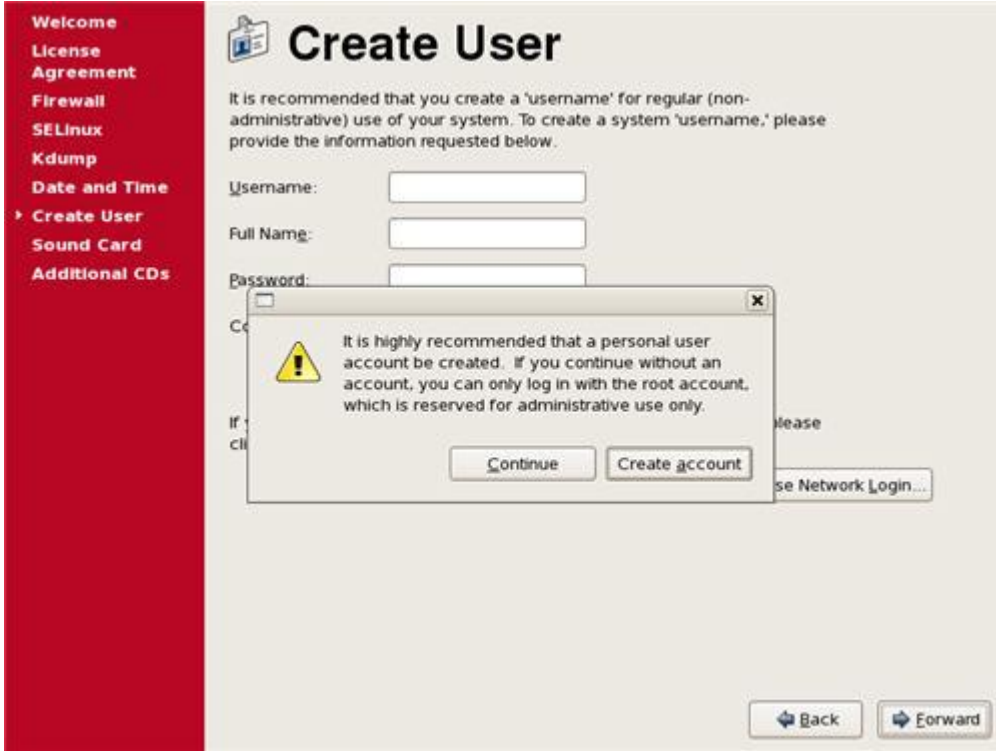 Welcome
License
Agreement
Firewall
SELinux
Kdump
Date and Time
Create User
Sound Card
Additional CDs
Create User
It is recommended that you create a 'username' for regular (non-
administrative) use of your system. To create a system 'username,' please
provide the information requested below.
Username:
Full Name:
Password:
It is highly recommended that a personal user
account be created. If you continue without an
account, you can only log in with the root account,
which is reserved for administrative use only.
If
Continue
Create account
Network Login...
Back
Forward